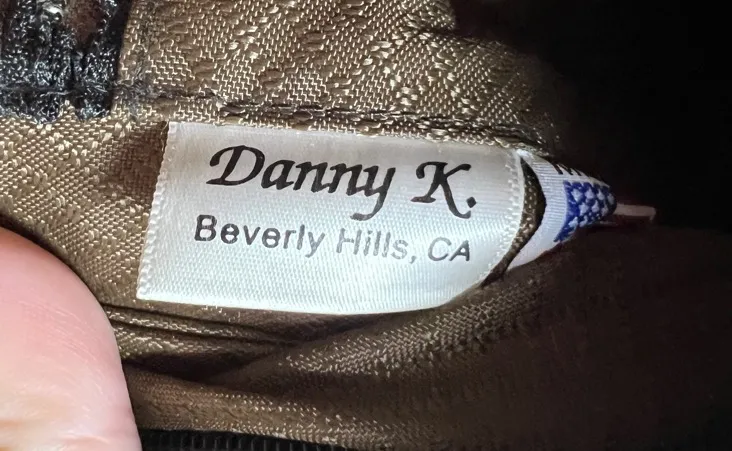 Danny K.
Beverly Hills, CA